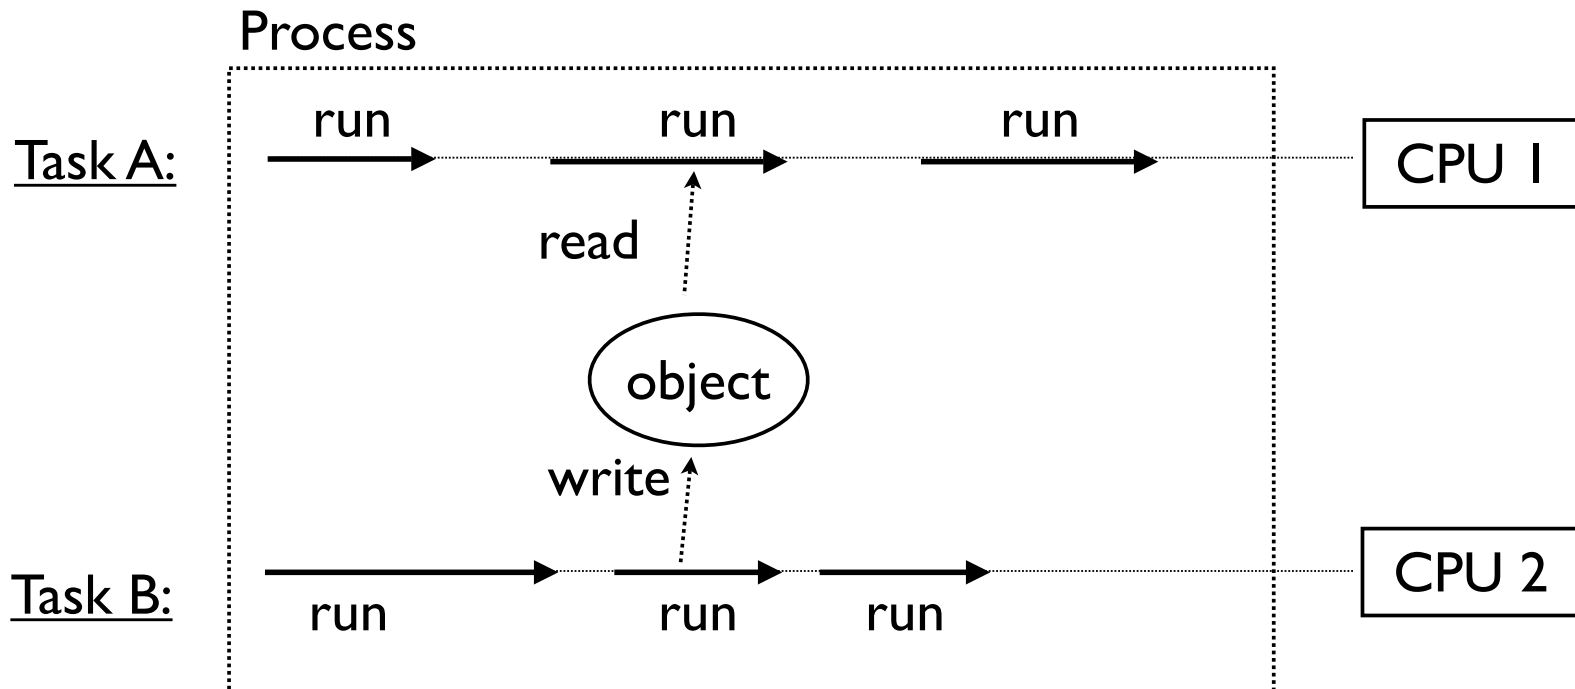 Process
run
run
run
Task A:
CPU 1
read
object
write
Task B:
CPU 2
run
run
run